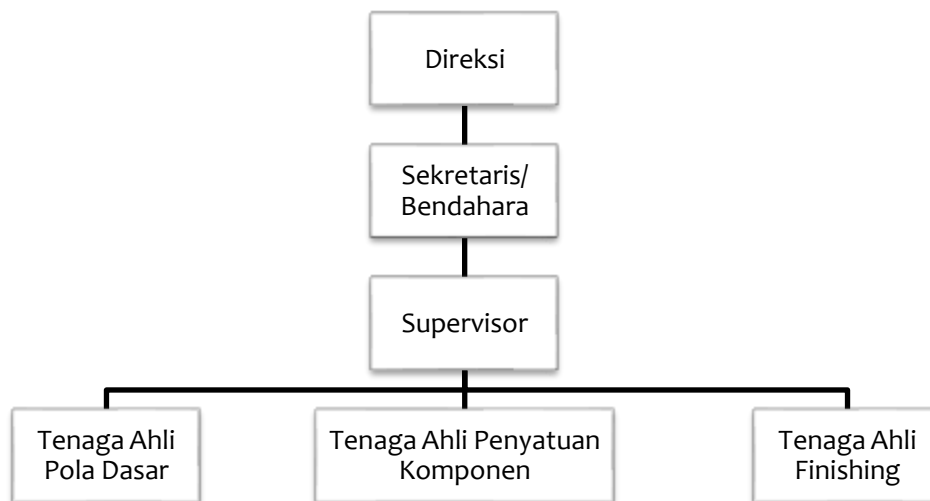 Direksi
Sekretaris/
Bendahara
Supervisor
Tenaga Ahli
Pola Dasar
Tenaga Ahli Penyatuan
Komponen
Tenaga Ahli
Finishing